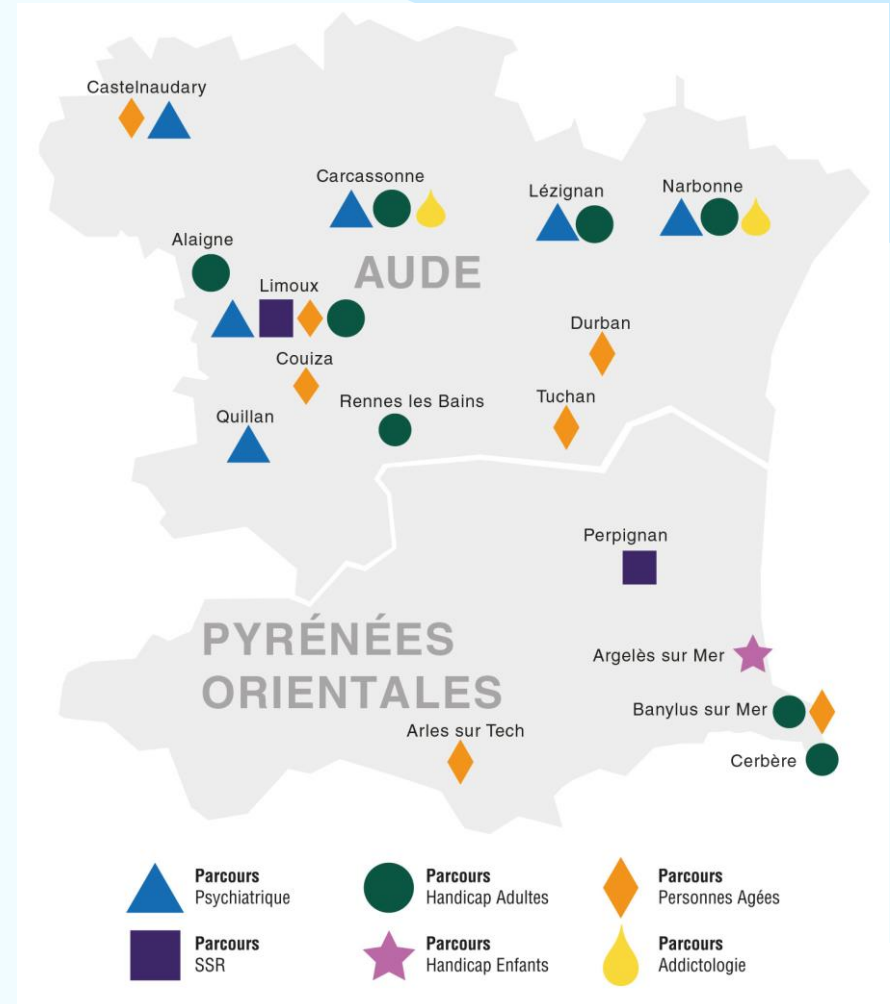 Castelnaudary
Carcassonne
Lézignan
Narbonne
Alaigne
Limoux
AUDE
Durban
Couiza
Rennes les Bains
Tuchan
Quillan
Perpignan
PYRÉNÉES
ORIENTALES
Argelès sur Mer
Banylus sur Mer
Arles sur Tech
Cerbère
Parcours
Psychiatrique
Parcours
Handicap Adultes
Parcours
Personnes Agées
Parcours
SSR
Parcours
Handicap Enfants
Parcours
Addictologie